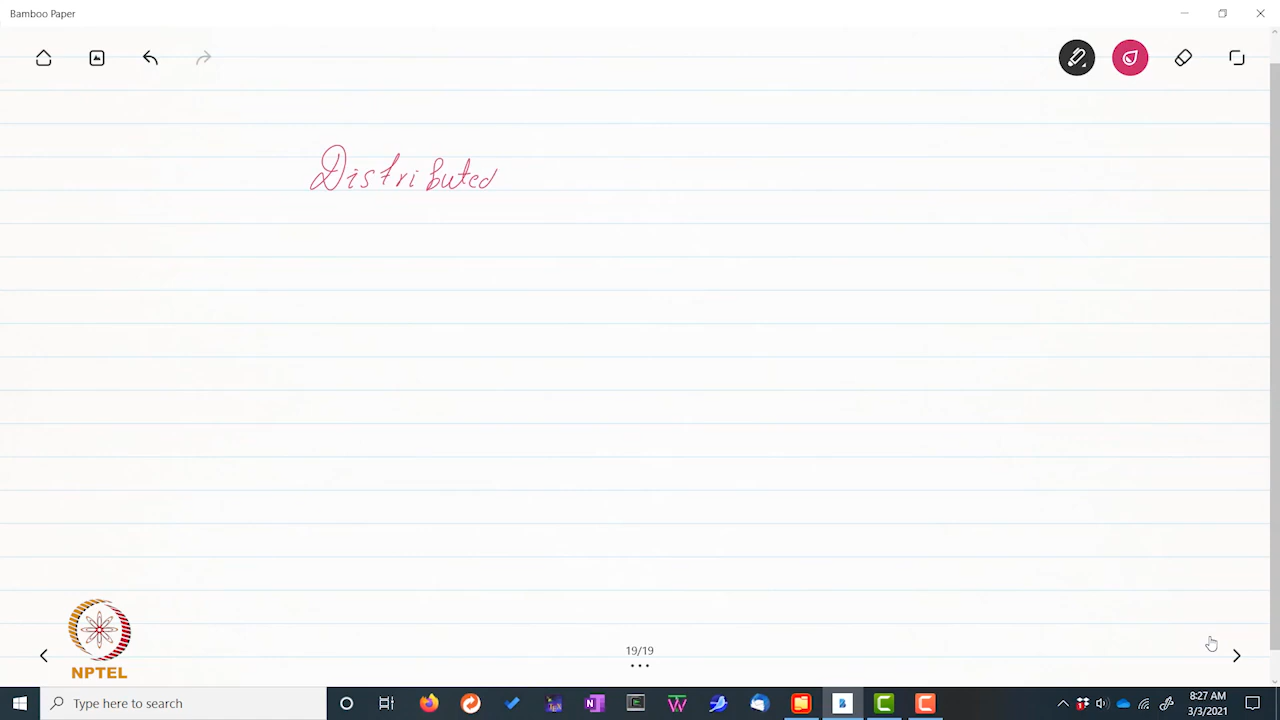 Bamboo Paper
Distributed
19/19
NPTEL
Type here to search
8:27 AM
3/3/2021